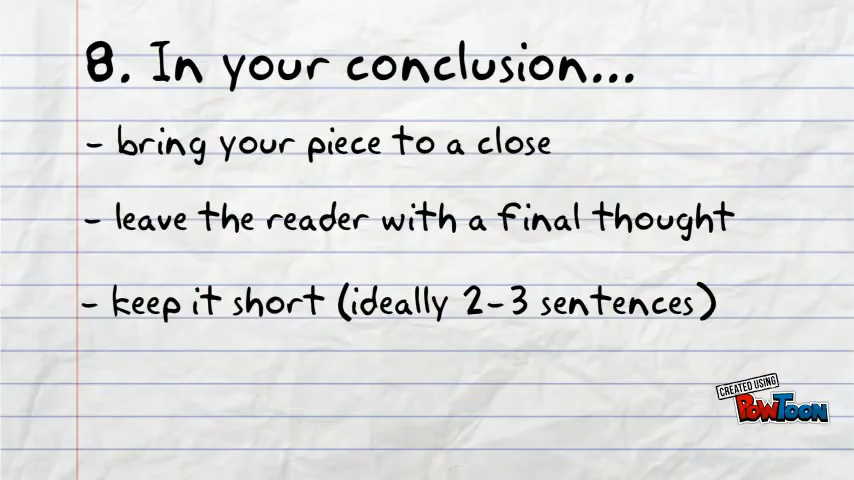 8. In your conclusion...
- bring your piece to a close
- leave the reader with a final thought
- keep it short (ideally 2-3 sentences)
CREATED USING
POWTOON